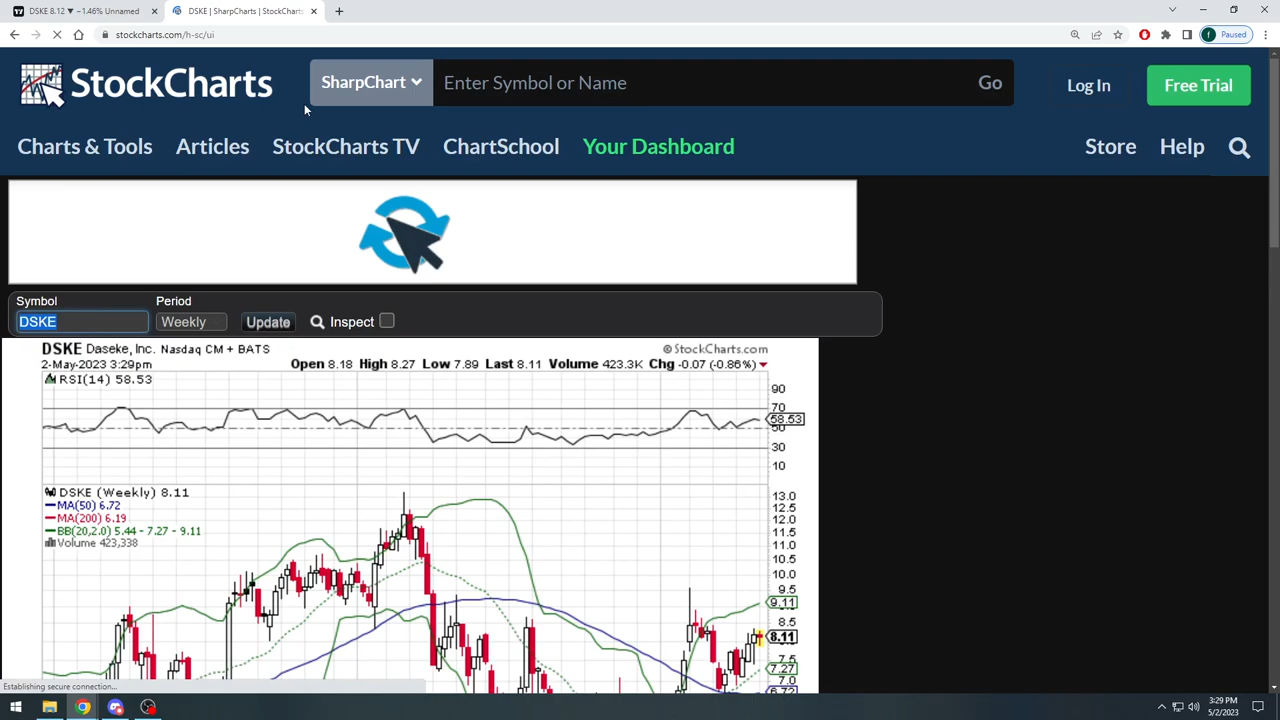 DSKE 8.12 ▼ −1.46% Unnamed
DSKE | SharpCharts | StockCharts
stockcharts.com/h-sc/ui
Paused
StockCharts
SharpChart
Enter Symbol or Name
Go
Log In
Free Trial
Charts & Tools
Articles
StockCharts TV
ChartSchool
Your Dashboard
Store
Help
Symbol
Period
DSKE
Weekly
Update
Inspect
DSKE Daseke, Inc. Nasdaq CM + BATS
© StockCharts.com
2-May-2023 3:29pm
Open 8.18 High 8.27 Low 7.89 Last 8.11 Volume 423.3K Chg -0.07 (-0.86%)
RSI(14) 58.53
90
70
58.53
50
30
10
DSKE (Weekly) 8.11
MA(50) 6.72
MA(200) 6.19
BB(20,2.0) 5.44 - 7.27 - 9.11
Volume 423,338
13.0
12.5
12.0
11.5
11.0
10.5
10.0
9.5
9.11
8.5
8.11
7.5
7.27
7.0
6.72
Establishing secure connection...
3:29 PM
5/2/2023